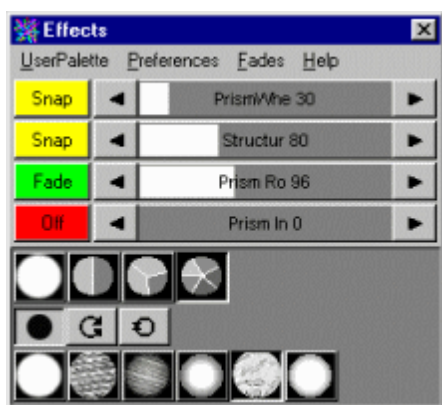 Effects
UserPalette Preferences Fades Help
Snap PrismWhe 30
Snap Structur 80
Fade Prism Ro 96
Off Prism In 0